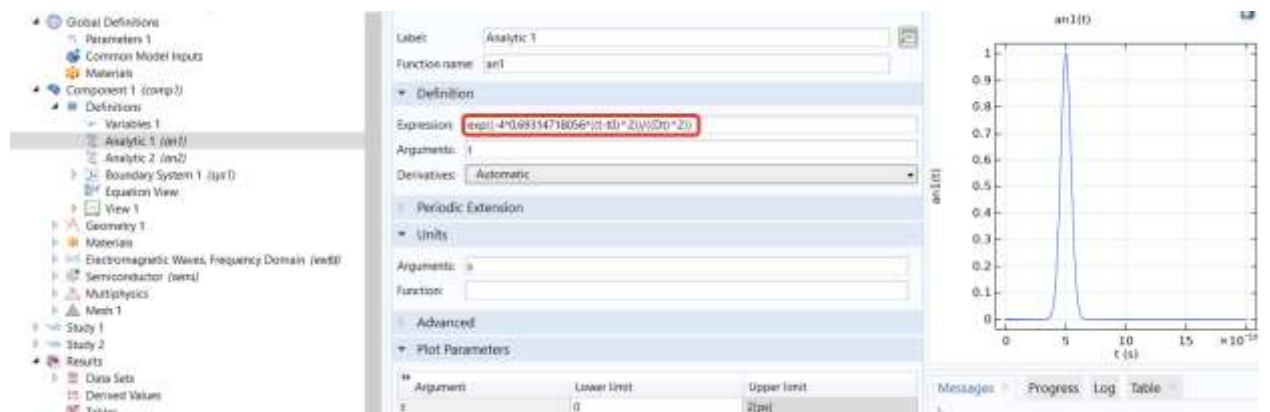 Global Definitions
Parameters 1
Common Model Inputs
Materials
Component 1 (comp1)
Definitions
Variables 1
Analytic 1 (an1)
Analytic 2 (an2)
Boundary System 1 (sys1)
Equation View
View 1
Geometry 1
Materials
Electromagnetic Waves, Frequency Domain (ewfd)
Semiconductor (semi)
Multiphysics
Mesh 1
Study 1
Study 2
Results
Data Sets
Derived Values
Tables
Label: Analytic 1
Function name: an1
Definition
Expression: exp((-4*0.69314718056*(t-t0)^2)/((Dt)^2))
Arguments: t
Derivatives: Automatic
Periodic Extension
Units
Arguments: s
Function:
Advanced
Plot Parameters
Argument Lower limit Upper limit
t 0 2[ps]
an1(t)
1
0.9
0.8
0.7
0.6
0.5
0.4
0.3
0.2
0.1
0
an1(t)
0 5 10 15
t (s)
Messages Progress Log Table